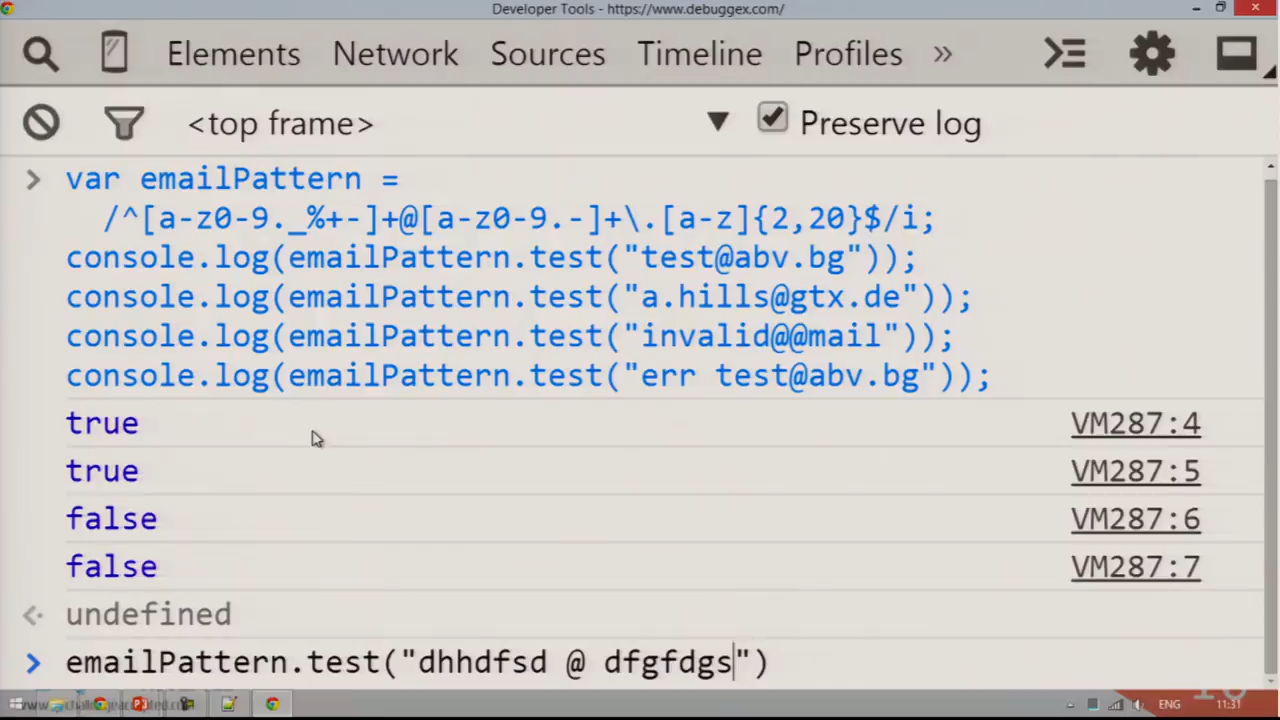 Developer Tools - https://www.debuggex.com/
Elements Network Sources Timeline Profiles »
<top frame> ▼ Preserve log
> var emailPattern =
/^[a-z0-9._%+-]+@[a-z0-9.-]+\.[a-z]{2,20}$/i;
console.log(emailPattern.test("test@abv.bg"));
console.log(emailPattern.test("a.hills@gtx.de"));
console.log(emailPattern.test("invalid@@mail"));
console.log(emailPattern.test("err test@abv.bg"));
true VM287:4
true VM287:5
false VM287:6
false VM287:7
undefined
> emailPattern.test("dhhdfsd @ dfgfdgs")
ENG 11:31